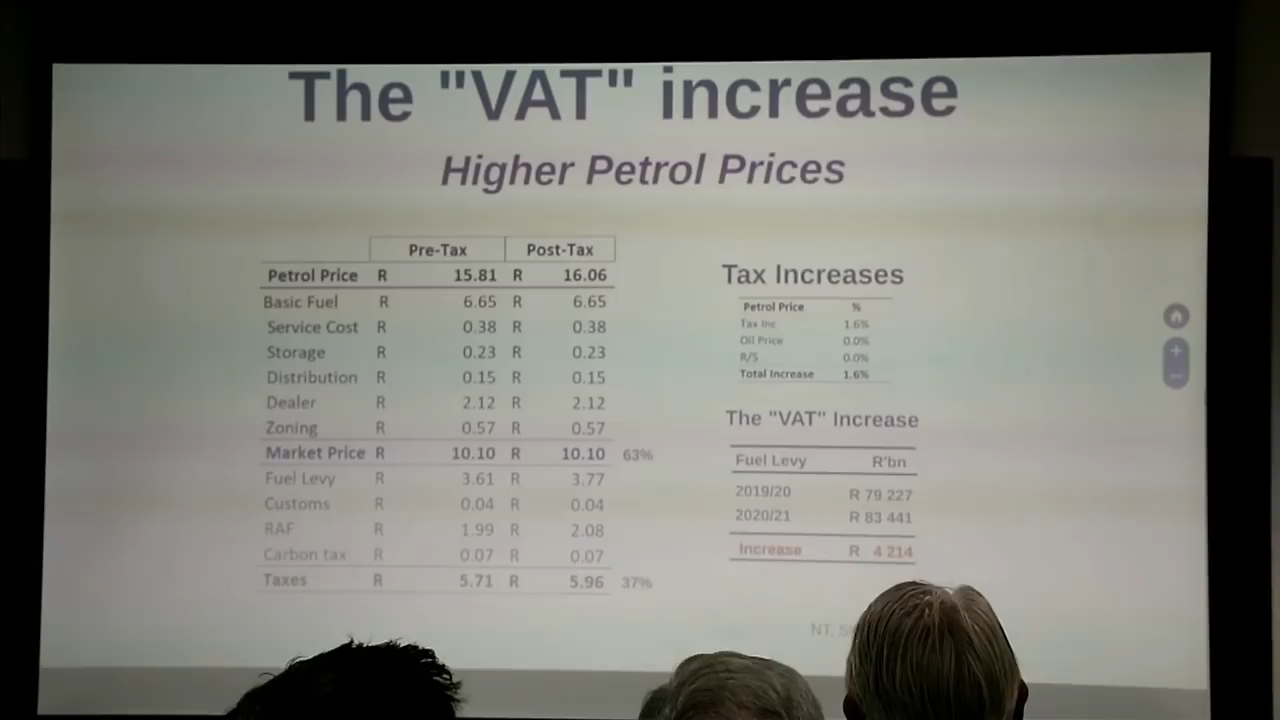 The "VAT" increase
Higher Petrol Prices
Pre-Tax Post-Tax
Petrol Price R 15.81 R 16.06
Basic Fuel R 6.65 R 6.65
Service Cost R 0.38 R 0.38
Storage R 0.23 R 0.23
Distribution R 0.15 R 0.15
Dealer R 2.12 R 2.12
Zoning R 0.57 R 0.57
Market Price R 10.10 R 10.10 63%
Fuel Levy R 3.61 R 3.77
Customs R 0.04 R 0.04
RAF R 1.99 R 2.08
Carbon tax R 0.07 R 0.07
Taxes R 5.71 R 5.96 37%
Tax Increases
Petrol Price %
Tax Inc 1.6%
Oil Price 0.0%
R/$ 0.0%
Total Increase 1.6%
The "VAT" Increase
Fuel Levy R'bn
2019/20 R 79 227
2020/21 R 83 441
Increase R 4 214
NT,